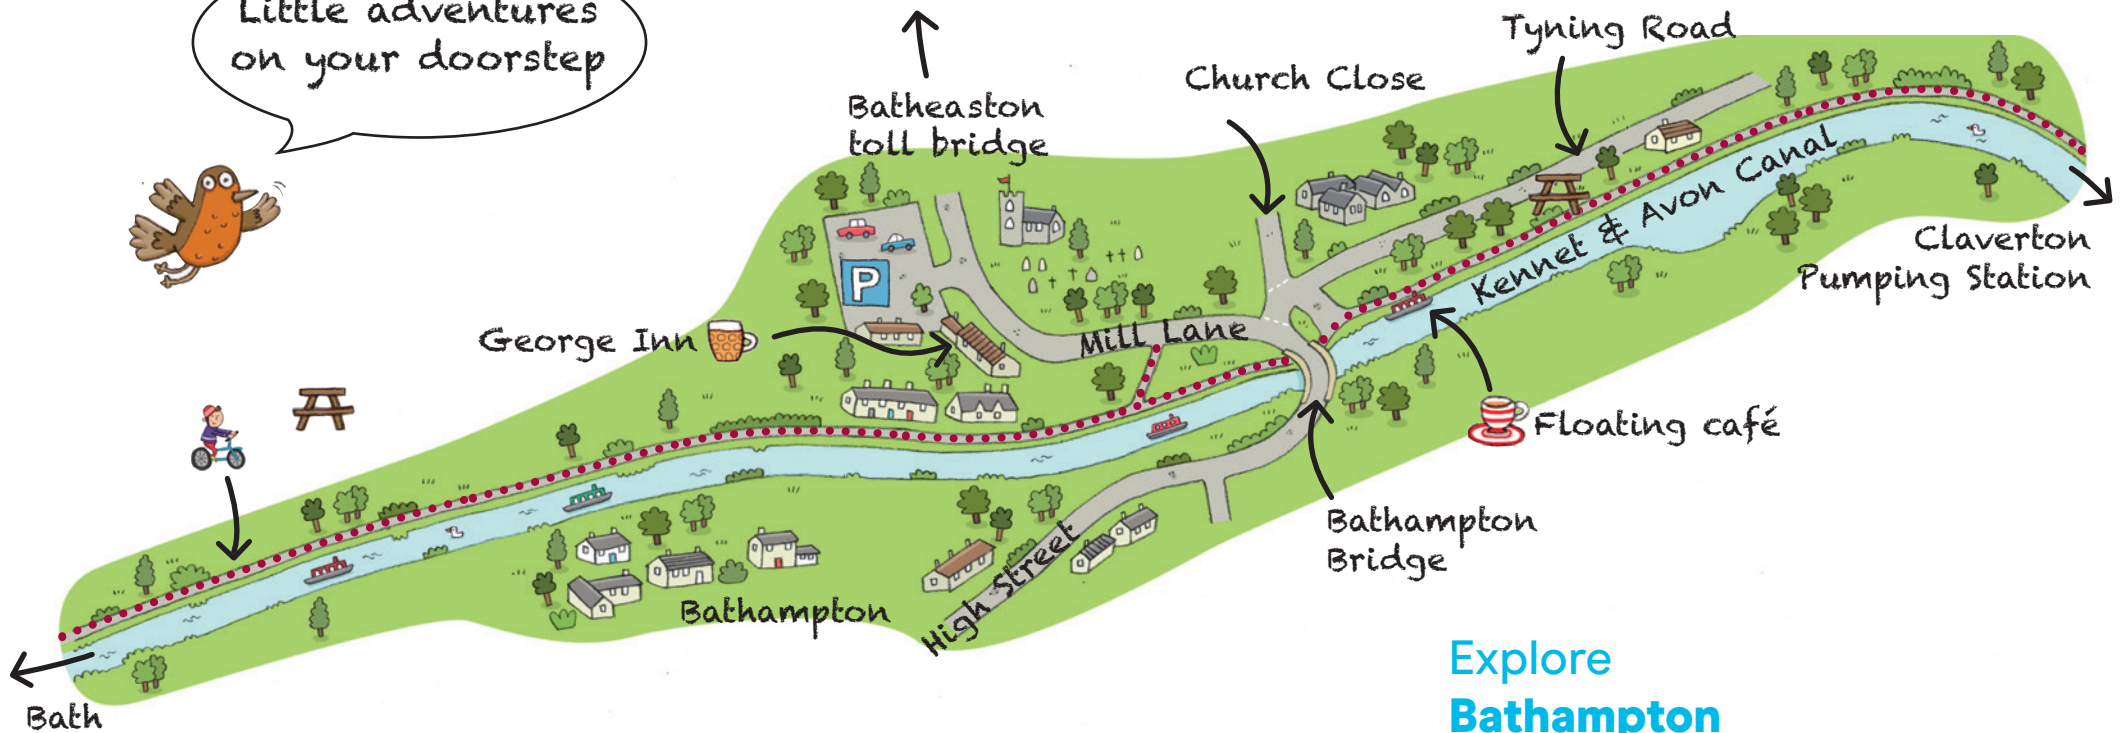 Little adventures
on your doorstep
Batheaston
toll bridge
Church Close
Tyning Road
Kennet & Avon Canal
Claverton
Pumping Station
P
George Inn
Mill Lane
Floating café
Bathampton
Bridge
High Street
Bathampton
Bath
Explore
Bathampton